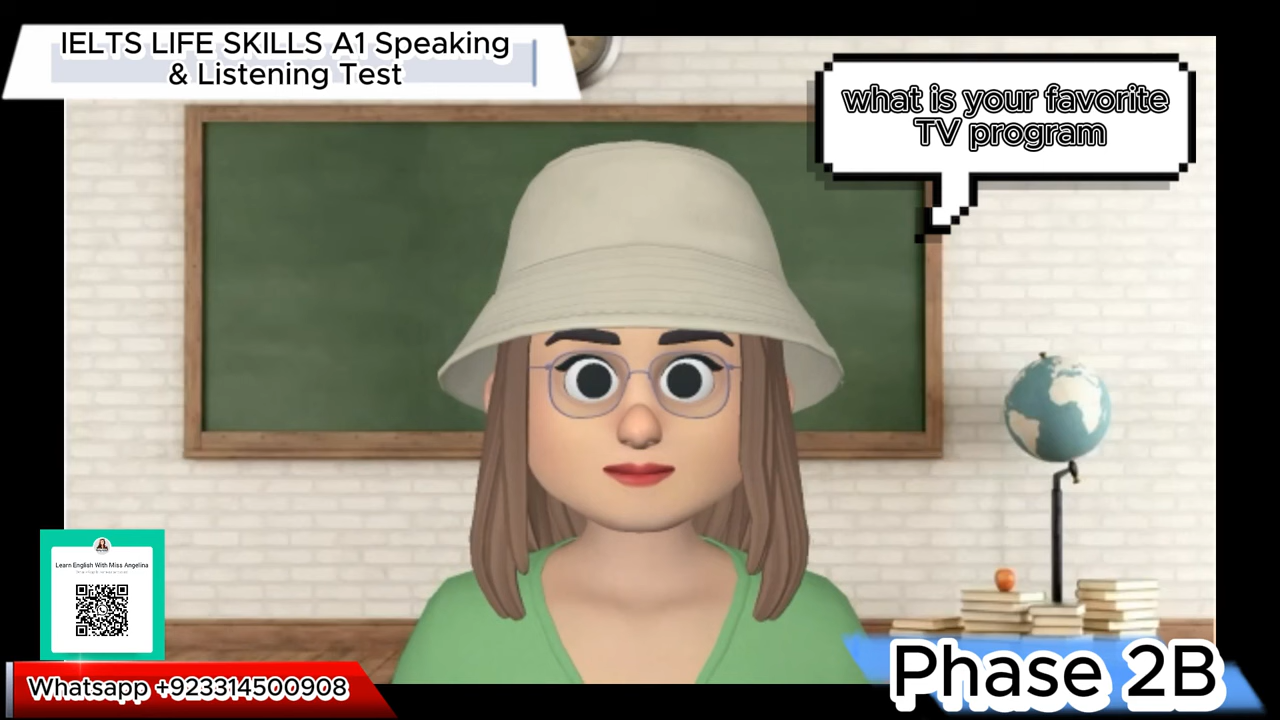 IELTS LIFE SKILLS A1 Speaking
& Listening Test
what is your favorite
TV program
Learn English With Miss Angelina
Whatsapp +923314500908
Phase 2B